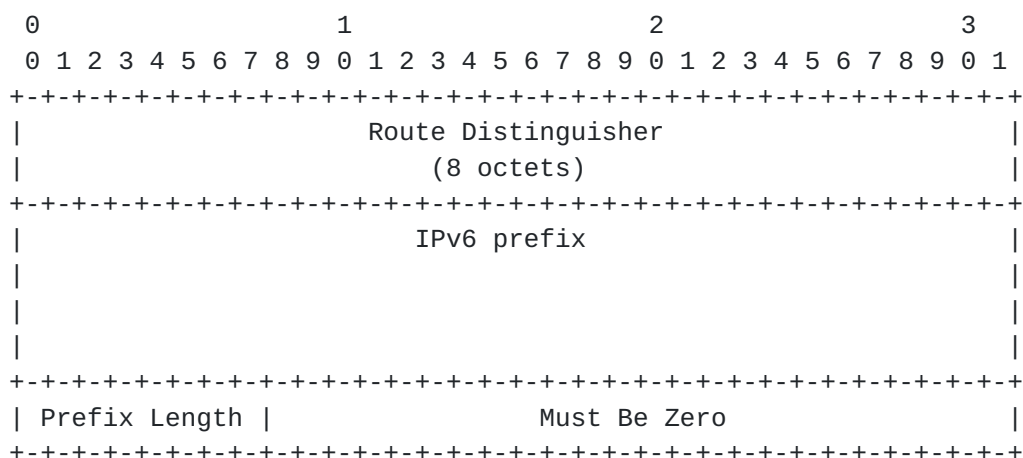 0                   1                   2                   3
 0 1 2 3 4 5 6 7 8 9 0 1 2 3 4 5 6 7 8 9 0 1 2 3 4 5 6 7 8 9 0 1
+-+-+-+-+-+-+-+-+-+-+-+-+-+-+-+-+-+-+-+-+-+-+-+-+-+-+-+-+-+-+-+-+
|                      Route Distinguisher                      |
|                          (8 octets)                           |
+-+-+-+-+-+-+-+-+-+-+-+-+-+-+-+-+-+-+-+-+-+-+-+-+-+-+-+-+-+-+-+-+
|                         IPv6 prefix                           |
|                                                               |
|                                                               |
|                                                               |
+-+-+-+-+-+-+-+-+-+-+-+-+-+-+-+-+-+-+-+-+-+-+-+-+-+-+-+-+-+-+-+-+
| Prefix Length |                 Must Be Zero                  |
+-+-+-+-+-+-+-+-+-+-+-+-+-+-+-+-+-+-+-+-+-+-+-+-+-+-+-+-+-+-+-+-+